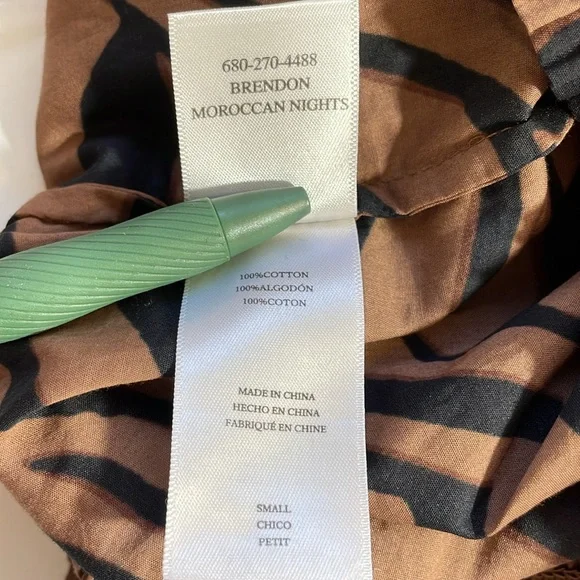 680-270-4488
BRENDON
MOROCCAN NIGHTS
100%COTTON
100%ALGODÓN
100%COTON
MADE IN CHINA
HECHO EN CHINA
FABRIQUÉ EN CHINE
SMALL
CHICO
PETIT